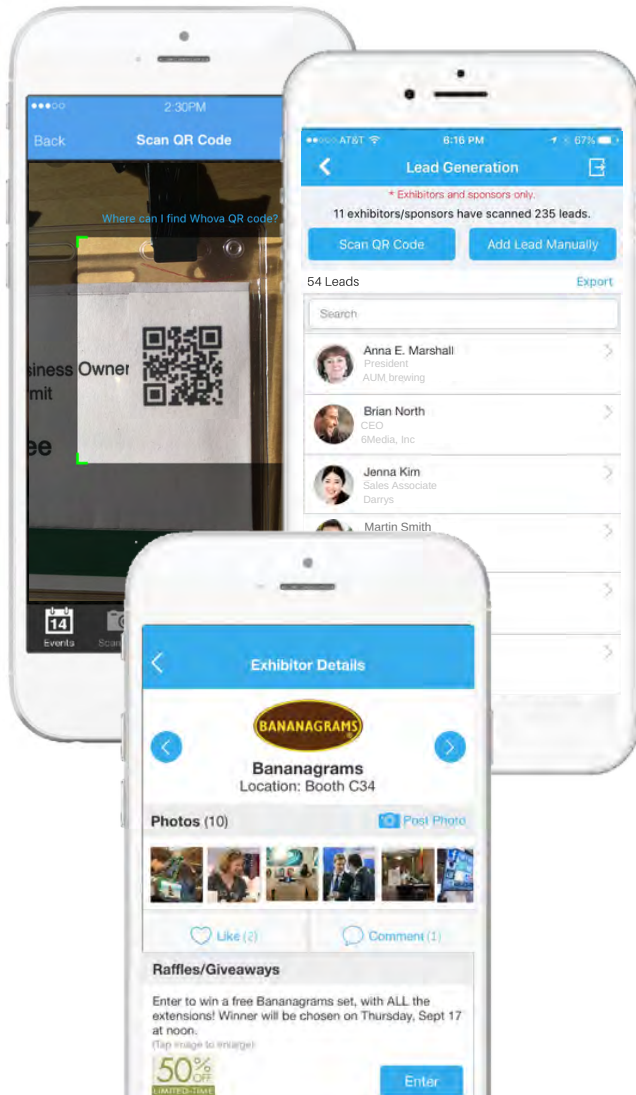 2:30PM
Back
Scan QR Code
Where can I find Whova QR code?
siness Owner
mit
ee
14
Events
Scan
AT&T
6:16 PM
67%
Lead Generation
* Exhibitors and sponsors only.
11 exhibitors/sponsors have scanned 235 leads.
Scan QR Code
Add Lead Manually
54 Leads
Export
Search
Anna E. Marshall
President
AUM brewing
Brian North
CEO
6Media, Inc
Jenna Kim
Sales Associate
Darrys
Martin Smith
Exhibitor Details
BANANAGRAMS
Bananagrams
Location: Booth C34
Photos (10)
Post Photo
Like (2)
Comment (1)
Raffles/Giveaways
Enter to win a free Bananagrams set, with ALL the
extensions! Winner will be chosen on Thursday, Sept 17
at noon.
(Tap image to enlarge)
50%
OFF
LIMITED-TIME
Enter